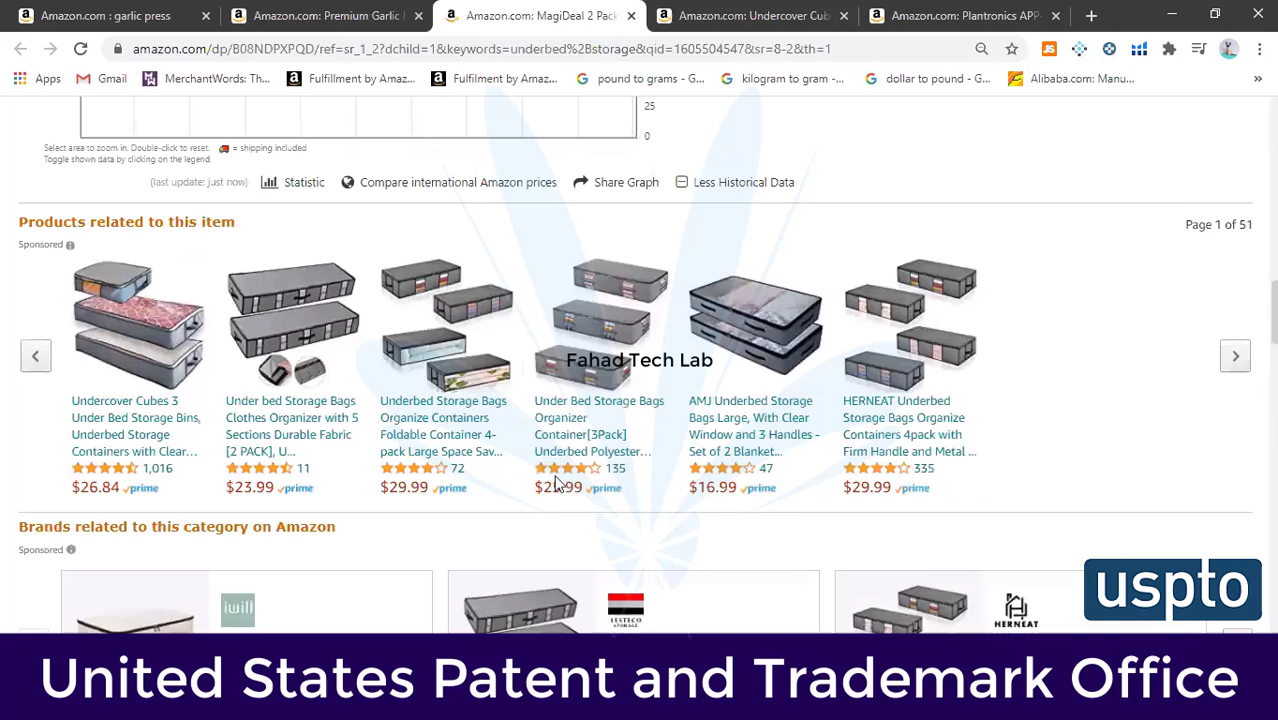 Amazon.com : garlic press
Amazon.com: Premium Garlic
Amazon.com: MagiDeal 2 Pack
Amazon.com: Undercover Cub
Amazon.com: Plantronics APP-
amazon.com/dp/B08NDPXPQD/ref=sr_1_2?dchild=1&keywords=underbed%2Bstorage&qid=1605504547&sr=8-2&th=1
Apps
Gmail
MerchantWords: Th...
Fulfillment by Amaz...
Fulfilment by Amaz...
pound to grams - G...
kilogram to gram -...
dollar to pound - G...
Alibaba.com: Manu...
25
0
Select area to zoom in. Double-click to reset.
= shipping included
Toggle shown data by clicking on the legend.
(last update: just now)
Statistic
Compare international Amazon prices
Share Graph
Less Historical Data
Products related to this item
Page 1 of 51
Sponsored
Undercover Cubes 3
Under Bed Storage Bins,
Underbed Storage
Containers with Clear...
1,016
$26.84 prime
Under bed Storage Bags
Clothes Organizer with 5
Sections Durable Fabric
[2 PACK], U...
11
$23.99 prime
Underbed Storage Bags
Organize Containers
Foldable Container 4-
pack Large Space Sav...
72
$29.99 prime
Under Bed Storage Bags
Organizer
Container[3Pack]
Underbed Polyester...
135
prime
AMJ Underbed Storage
Bags Large, With Clear
Window and 3 Handles -
Set of 2 Blanket...
47
$16.99 prime
HERNEAT Underbed
Storage Bags Organize
Containers 4pack with
Firm Handle and Metal ...
335
$29.99 prime
Fahad Tech Lab
Brands related to this category on Amazon
Sponsored
iwill
LESTECO
STORAGE
HERNEAT
uspto
United States Patent and Trademark Office